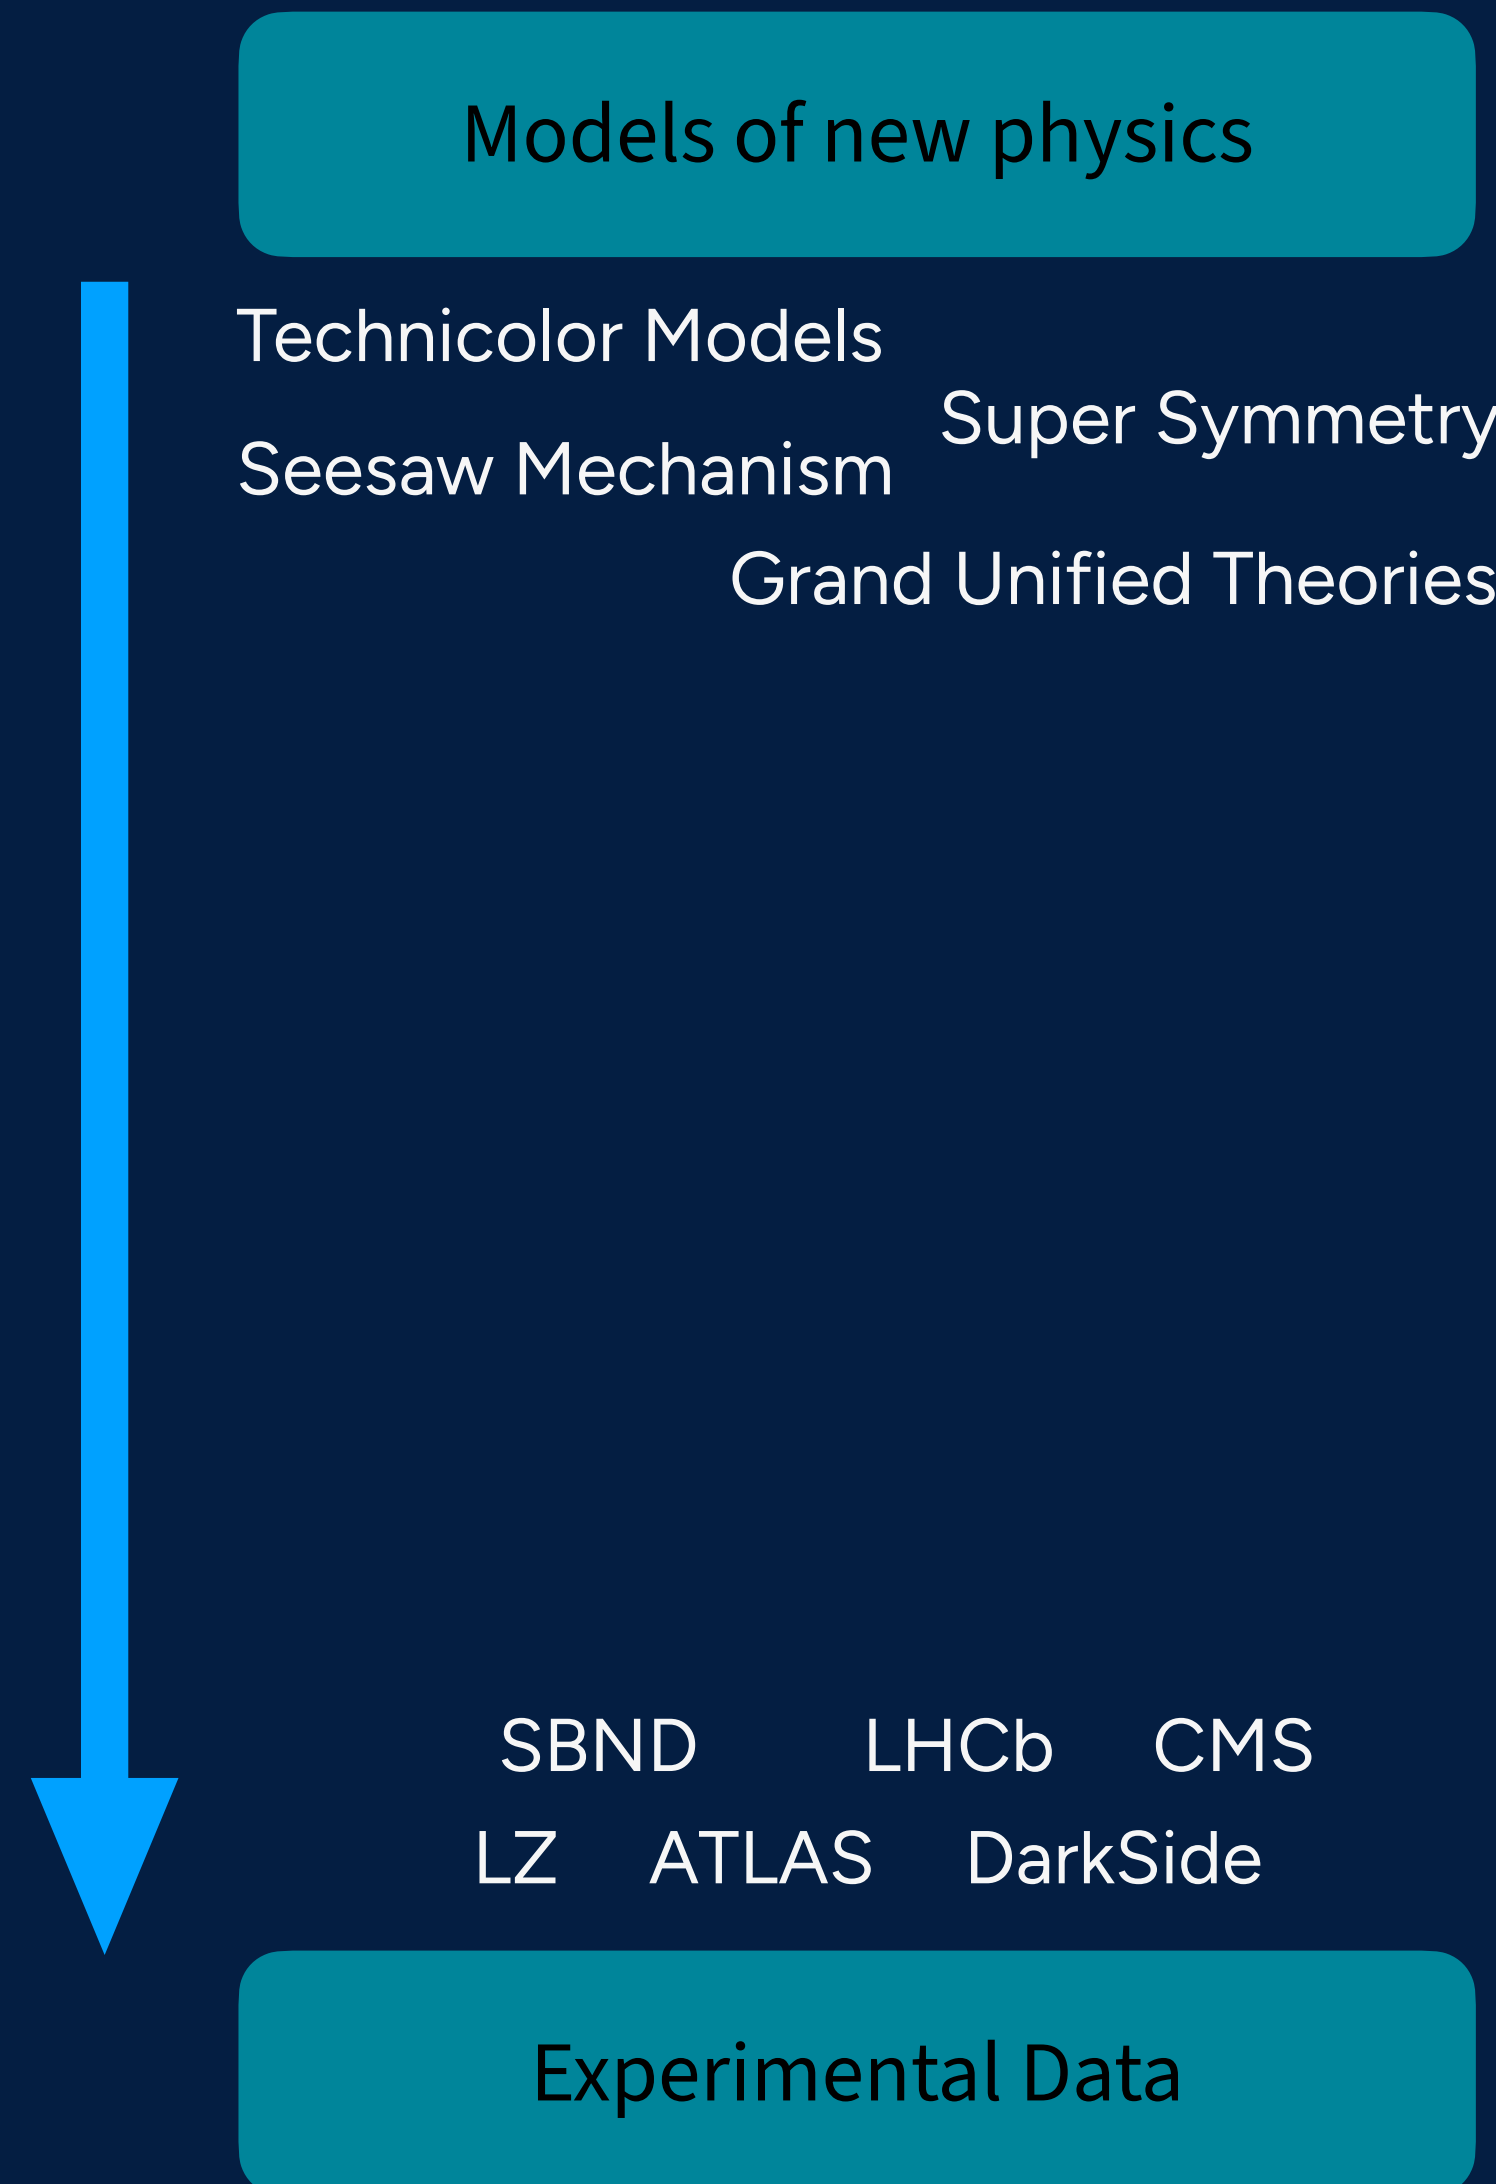 Models of new physics
Technicolor Models
Super Symmetry
Seesaw Mechanism
Grand Unified Theories
SBND LHCb CMS
LZ ATLAS DarkSide
Experimental Data